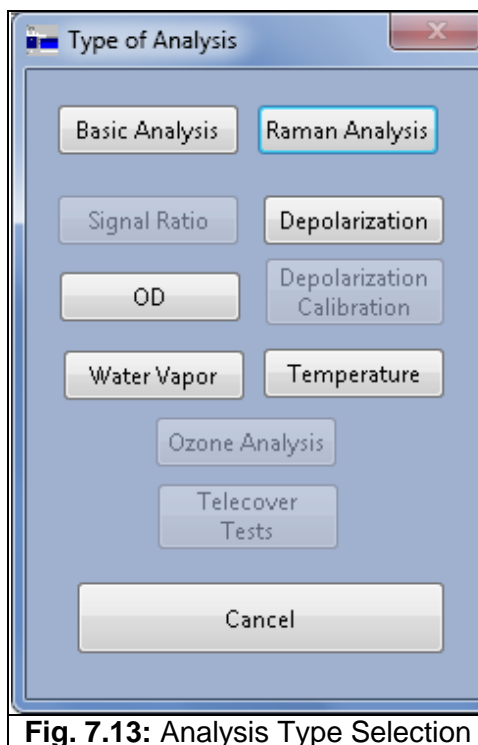 Type of Analysis
Basic Analysis Raman Analysis
Signal Ratio Depolarization
OD Depolarization
Calibration
Water Vapor Temperature
Ozone Analysis
Telecover
Tests
Cancel
Fig. 7.13: Analysis Type Selection